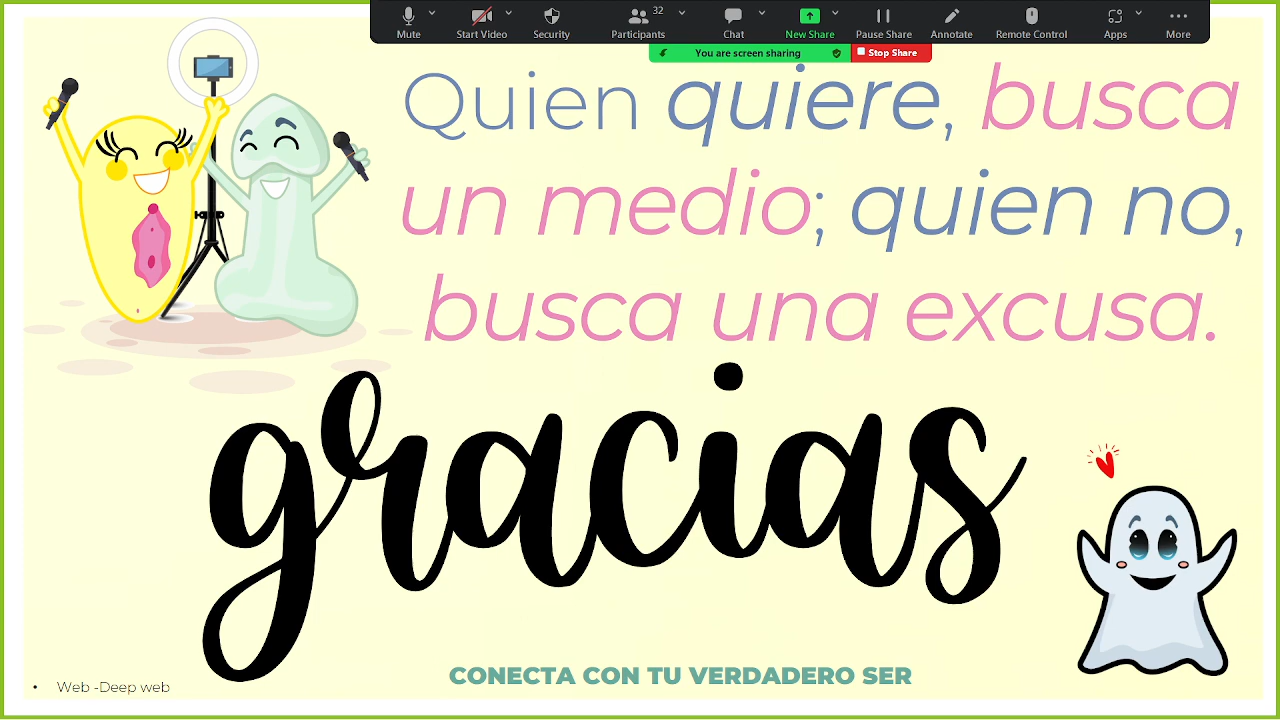 Mute
Start Video
Security
32
Participants
Chat
New Share
Pause Share
Annotate
Remote Control
Apps
More
You are screen sharing
Stop Share
Quien quiere, busca
un medio; quien no,
busca una excusa.
gracias
CONECTA CON TU VERDADERO SER
• Web -Deep web